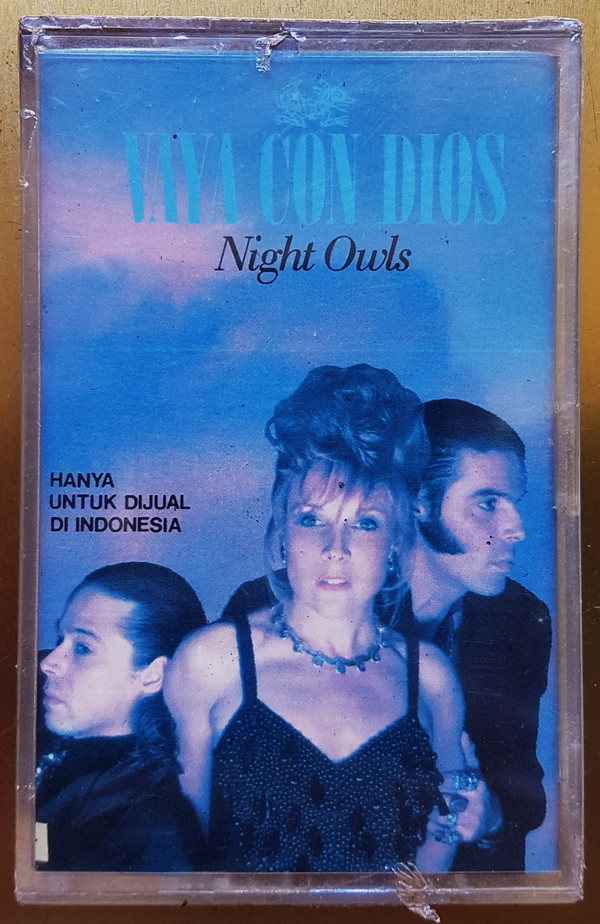 VAYA CON DIOS
Night Owls
HANYA
UNTUK DIJUAL
DI INDONESIA